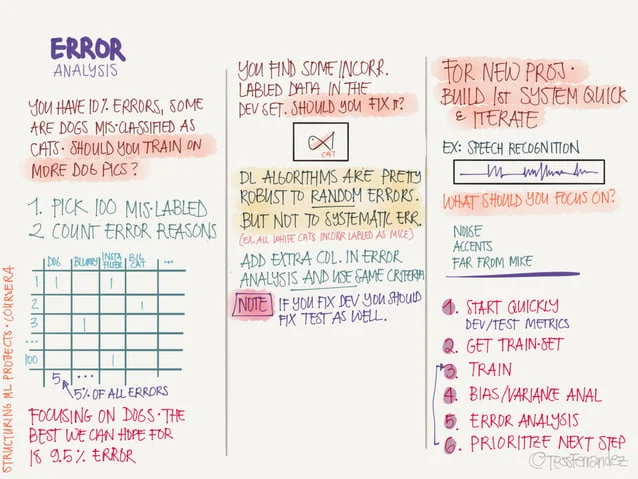 ERROR
ANALYSIS
YOU HAVE 10% ERRORS, SOME
ARE DOGS MIS·CLASSIFIED AS
CATS· SHOULD YOU TRAIN ON
MORE DOG PICS?
1. PICK 100 MIS·LABLED
2 COUNT ERROR REASONS
DOG BLURRY INSTA FILTER BIG CAT ...
1 1 1
2 1
3 1
...
100 1
5 ...
5% OF ALL ERRORS
FOCUSING ON DOGS·THE
BEST WE CAN HOPE FOR
IS 9.5% ERROR
STRUCTURING ML PROJECTS·COURSERA
YOU FIND SOME INCORR.
LABLED DATA IN THE
DEV SET. SHOULD YOU FIX IT?
CAT
DL ALGORITHMS ARE PRETTY
ROBUST TO RANDOM ERRORS.
BUT NOT TO SYSTEMATIC ERR.
(EX. ALL WHITE CATS INCORR LABLED AS MICE)
ADD EXTRA COL. IN ERROR
ANALYSIS AND USE SAME CRITERIA
NOTE IF YOU FIX DEV YOU SHOULD
FIX TEST AS WELL.
FOR NEW PROJ·
BUILD 1st SYSTEM QUICK
& ITERATE
EX: SPEECH RECOGNITION
WHAT SHOULD YOU FOCUS ON?
NOISE
ACCENTS
FAR FROM MIKE
1. START QUICKLY
DEV/TEST METRICS
2. GET TRAIN·SET
3. TRAIN
4. BIAS/VARIANCE ANAL
5. ERROR ANALYSIS
6. PRIORITIZE NEXT STEP
©TessFerrandez